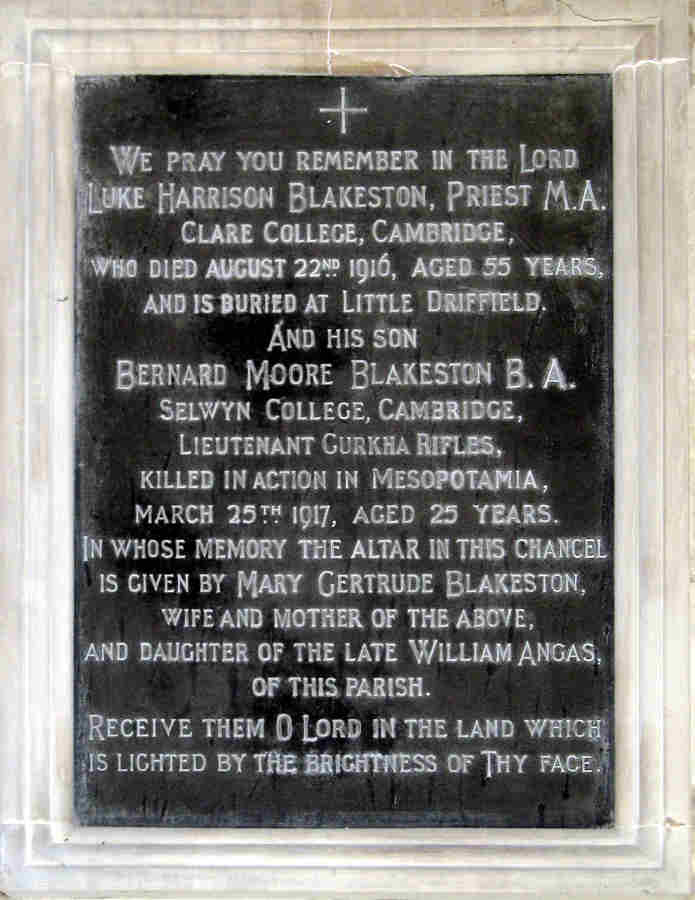 We pray you remember in the Lord
Luke Harrison Blakeston, Priest M.A.
Clare College, Cambridge,
who died August 22nd 1916, aged 55 years,
and is buried at Little Driffield.
And his son
Bernard Moore Blakeston B.A.
Selwyn College, Cambridge,
Lieutenant Gurkha Rifles,
killed in action in Mesopotamia,
March 25th 1917, aged 25 years.
In whose memory the altar in this chancel
is given by Mary Gertrude Blakeston,
wife and mother of the above,
and daughter of the late William Angas,
of this parish.
Receive them O Lord in the land which
is lighted by the brightness of Thy face.